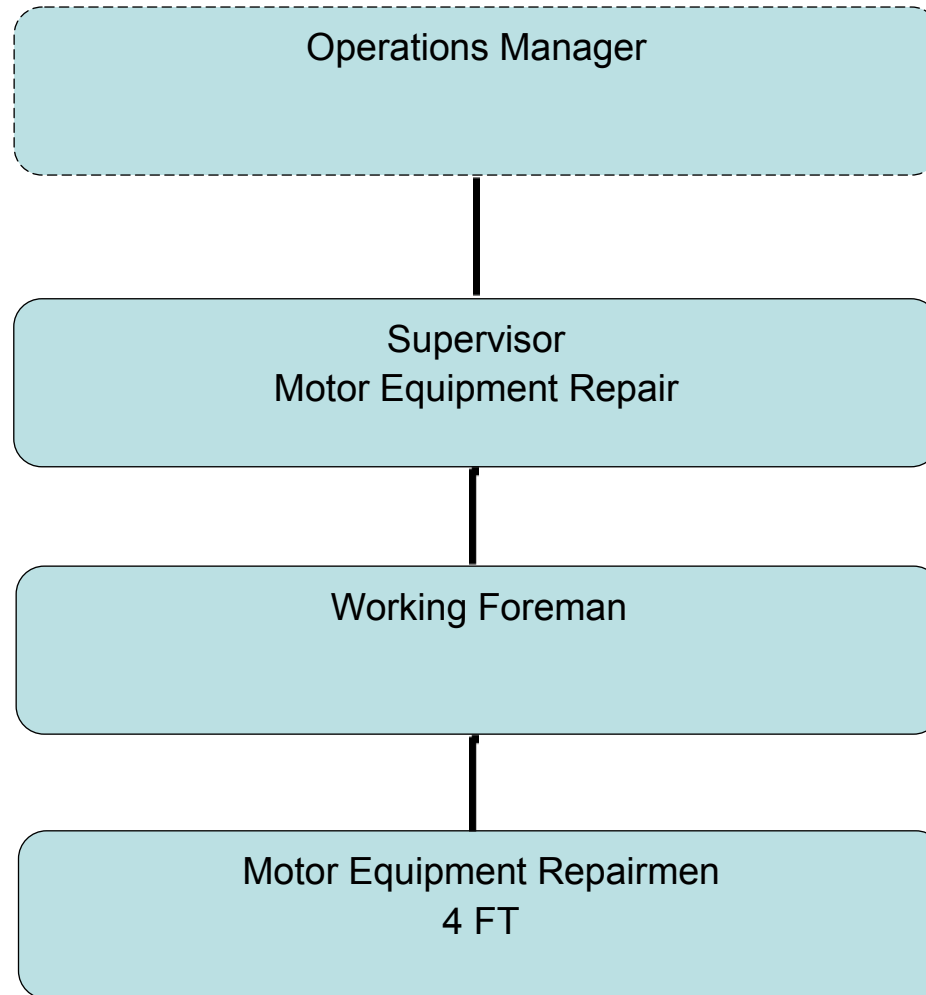 Operations Manager
Supervisor
Motor Equipment Repair
Working Foreman
Motor Equipment Repairmen
4 FT